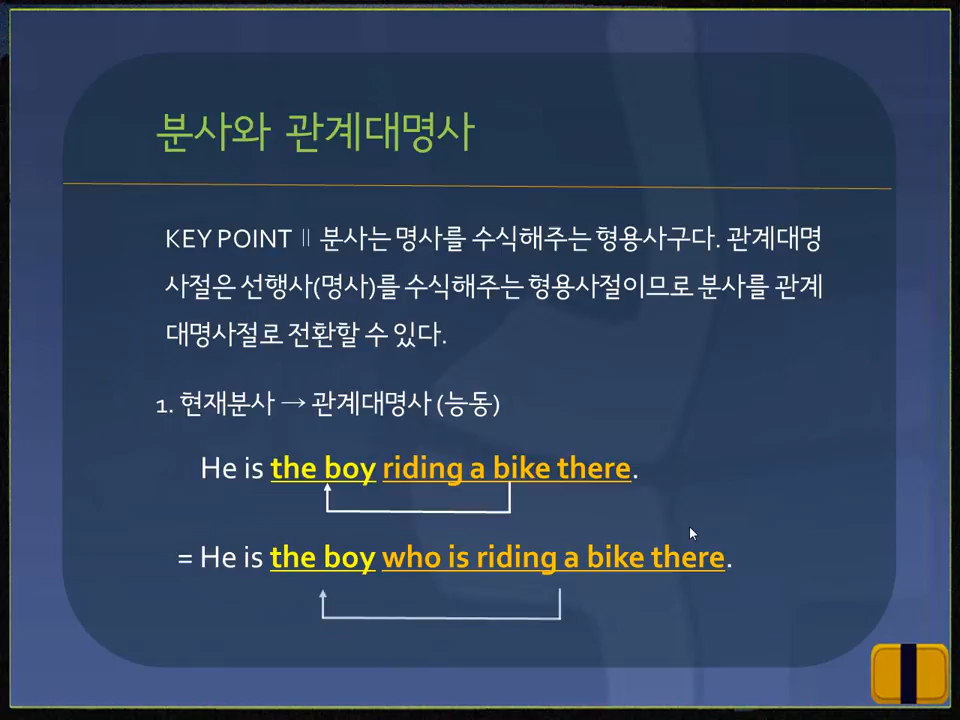 분사와 관계대명사
KEY POINT ∥ 분사는 명사를 수식해주는 형용사구다. 관계대명
사절은 선행사(명사)를 수식해주는 형용사절이므로 분사를 관계
대명사절로 전환할 수 있다.
1. 현재분사 → 관계대명사 (능동)
He is the boy riding a bike there.
= He is the boy who is riding a bike there.